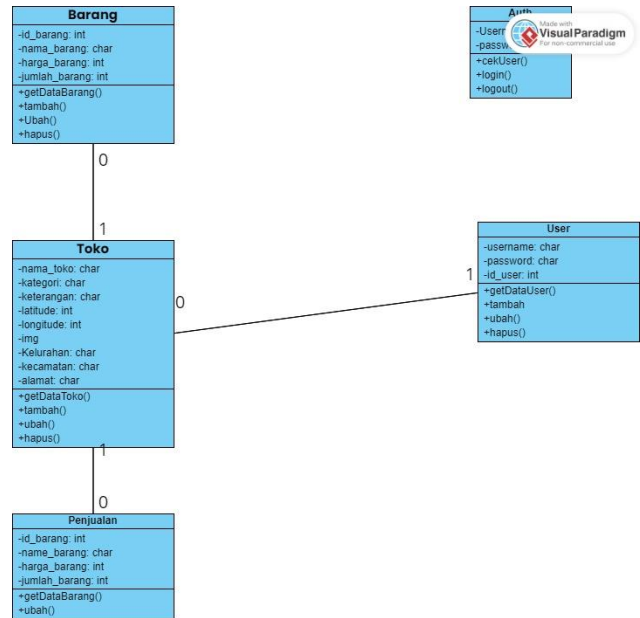 Barang
-id_barang: int
-nama_barang: char
-harga_barang: int
-jumlah_barang: int
+getDataBarang()
+tambah()
+Ubah()
+hapus()
0
1
Toko
-nama_toko: char
-kategori: char
-keterangan: char
-latitude: int
-longitude: int
-img
-Kelurahan: char
-kecamatan: char
-alamat: char
+getDataToko()
+tambah()
+ubah()
+hapus()
0
1
1
0
Penjualan
-id_barang: int
-name_barang: char
-harga_barang: int
-jumlah_barang: int
+getDataBarang()
+ubah()
Made with
Visual Paradigm
For non-commercial use
+cekUser()
+login()
+logout()
User
-username: char
-password: char
-id_user: int
+getDataUser()
+tambah
+ubah()
+hapus()